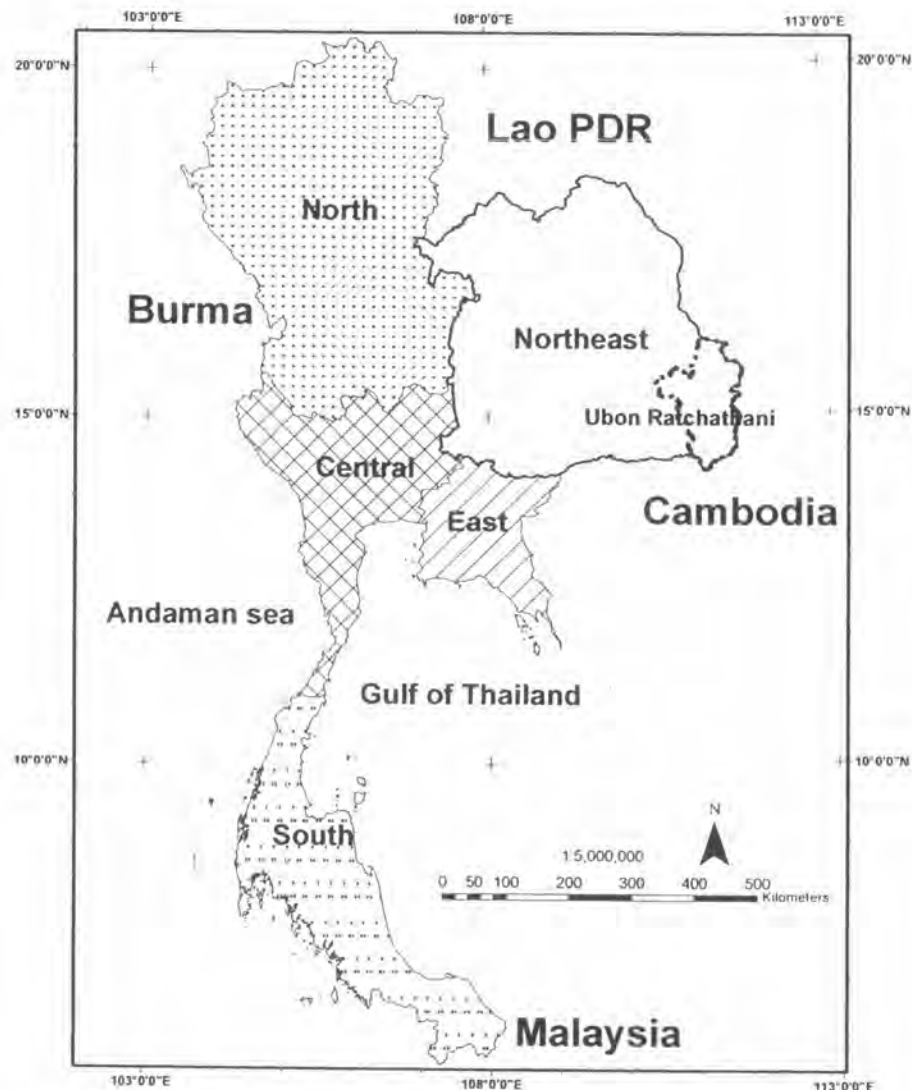 103°0'0"E 108°0'0"E 113°0'0"E
20°0'0"N 20°0'0"N
Lao PDR
North
Burma
Northeast
15°0'0"N 15°0'0"N
Ubon Ratchathani
Central
East
Cambodia
Andaman sea
Gulf of Thailand
10°0'0"N 10°0'0"N
N
South
1:5,000,000
0 50 100 200 300 400 500
Kilometers
Malaysia
103°0'0"E 108°0'0"E 113°0'0"E